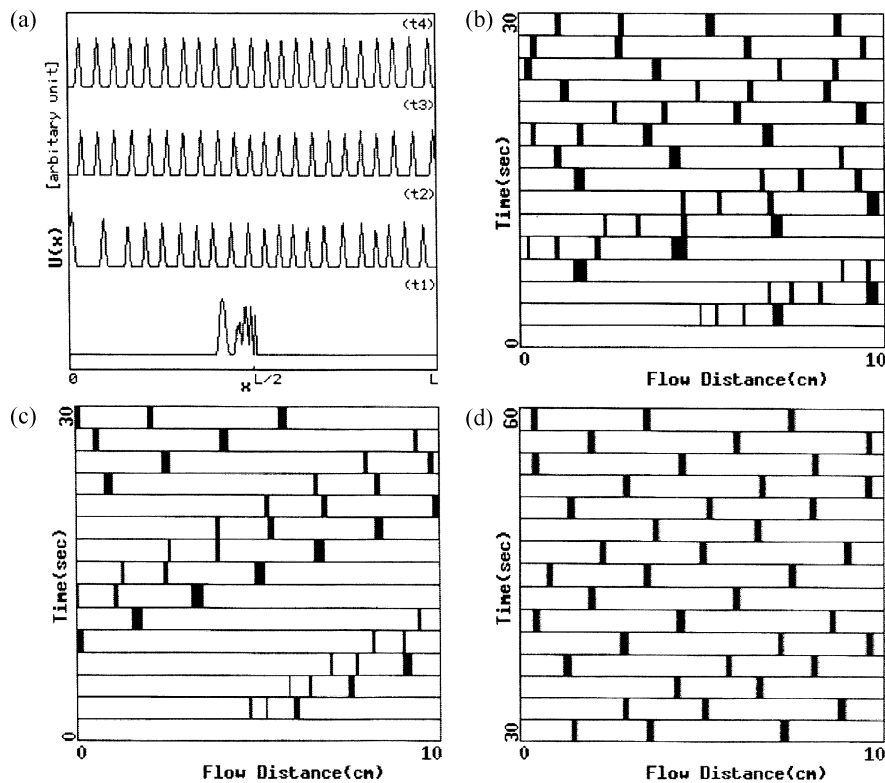 (a)
(t4)
(t3)
(t2)
(t1)
U(x) [arbitrary unit]
0
L/2
L
x
(b)
30
Time(sec)
0
0
10
Flow Distance(cm)
(c)
30
Time(sec)
0
0
10
Flow Distance(cm)
(d)
60
Time(sec)
30
0
10
Flow Distance(cm)